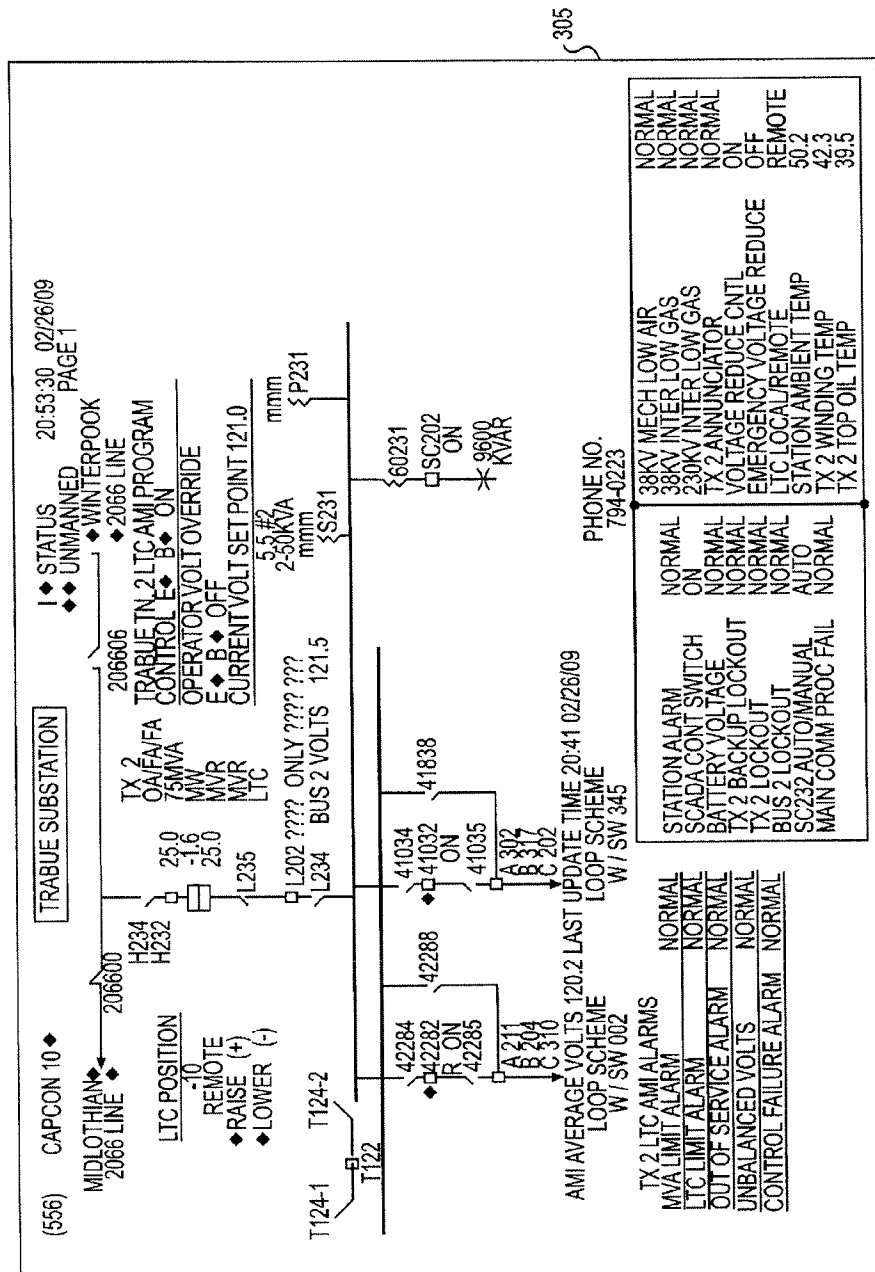 305
(556) CAPCON 10 ◆
TRABUE SUBSTATION
I ◆ STATUS 20:53:30 02/26/09
◆◆ UNMANNED PAGE 1
MIDLOTHIAN ◆
2066 LINE ◆
206600
◆ WINTERPOOK
◆ 2066 LINE
206606
H234
H232
TX 2
OA/FA/FA
75MVA
25.0 MW
-1.6 MVR
25.0 MVR
LTC
TRABUE TN_2 LTC AMI PROGRAM
CONTROL E◆ B◆ ON
OPERATOR VOLT OVERRIDE
E◆ B◆ OFF
CURRENT VOLT SET POINT 121.0
LTC POSITION
-10
REMOTE
◆ RAISE (+)
◆ LOWER (-)
L235
L202 ???? ONLY ???? ???
L234
BUS 2 VOLTS 121.5
5.5 #2
2-50KVA
mmm
S231
mmm
P231
T124-1
T124-2
T122
60231
SC202
ON
9600
KVAR
42284
◆ 42282
R ON
42285
42288
A 211
B 204
C 310
41034
◆ 41032
ON
41035
41838
A 302
B 317
C 202
AMI AVERAGE VOLTS 120.2 LAST UPDATE TIME 20:41 02/26/09
LOOP SCHEME
W / SW 002
LOOP SCHEME
W / SW 345
PHONE NO.
794-0223
TX 2 LTC AMI ALARMS
MVA LIMIT ALARM NORMAL
LTC LIMIT ALARM NORMAL
OUT OF SERVICE ALARM NORMAL
UNBALANCED VOLTS NORMAL
CONTROL FAILURE ALARM NORMAL
STATION ALARM NORMAL
SCADA CONT SWITCH ON
BATTERY VOLTAGE NORMAL
TX 2 BACKUP LOCKOUT NORMAL
TX 2 LOCKOUT NORMAL
BUS 2 LOCKOUT NORMAL
SC232 AUTO/MANUAL AUTO
MAIN COMM PROC FAIL NORMAL
38KV MECH LOW AIR NORMAL
38KV INTER LOW GAS NORMAL
230KV INTER LOW GAS NORMAL
TX 2 ANNUNCIATOR NORMAL
VOLTAGE REDUCE CNTL ON
EMERGENCY VOLTAGE REDUCE OFF
LTC LOCAL/REMOTE REMOTE
STATION AMBIENT TEMP 50.2
TX 2 WINDING TEMP 42.3
TX 2 TOP OIL TEMP 39.5